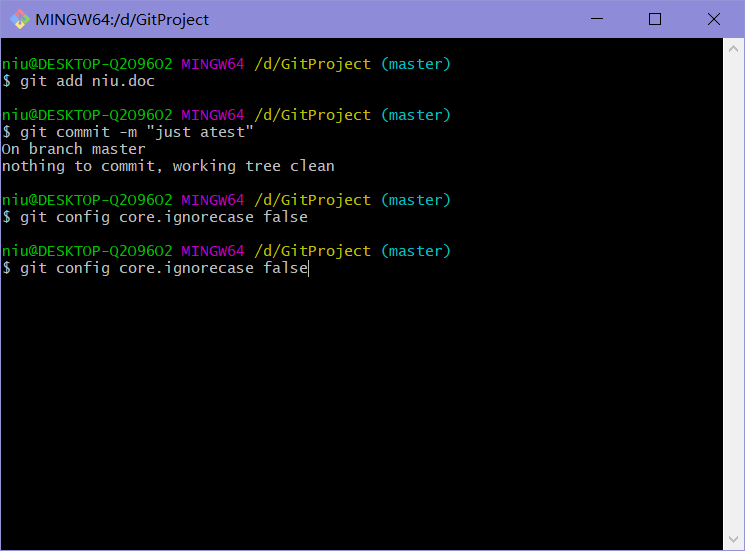 MINGW64:/d/GitProject
niu@DESKTOP-Q2O96O2 MINGW64 /d/GitProject (master)
$ git add niu.doc
niu@DESKTOP-Q2O96O2 MINGW64 /d/GitProject (master)
$ git commit -m "just atest"
On branch master
nothing to commit, working tree clean
niu@DESKTOP-Q2O96O2 MINGW64 /d/GitProject (master)
$ git config core.ignorecase false
niu@DESKTOP-Q2O96O2 MINGW64 /d/GitProject (master)
$ git config core.ignorecase false